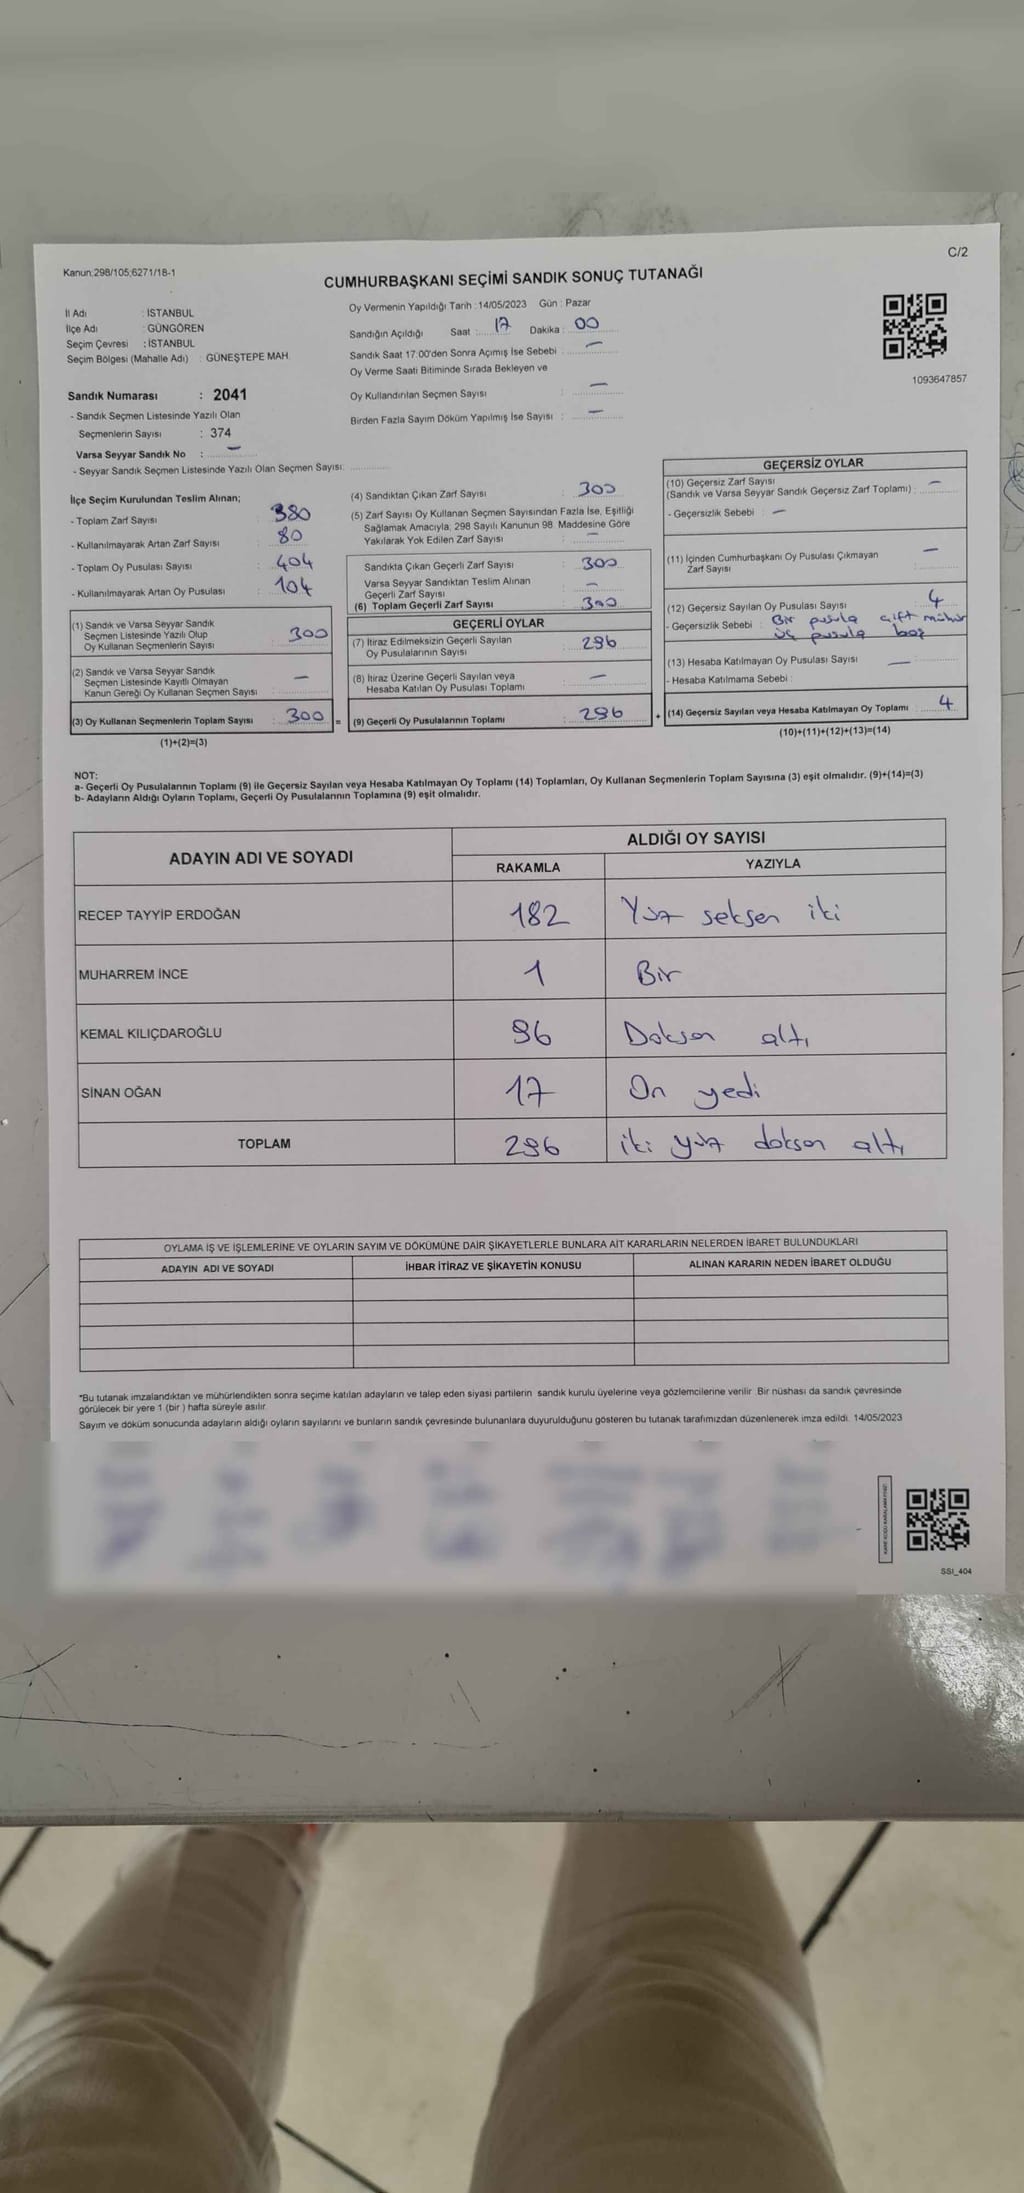 C/2
Kanun:298/105;6271/18-1
CUMHURBAŞKANI SEÇİMİ SANDIK SONUÇ TUTANAĞI
İl Adı : İSTANBUL
İlçe Adı : GÜNGÖREN
Seçim Çevresi : İSTANBUL
Seçim Bölgesi (Mahalle Adı) : GÜNEŞTEPE MAH.
Sandık Numarası : 2041
- Sandık Seçmen Listesinde Yazılı Olan
Seçmenlerin Sayısı : 374
Varsa Seyyar Sandık No : –
- Seyyar Sandık Seçmen Listesinde Yazılı Olan Seçmen Sayısı:
Oy Vermenin Yapıldığı Tarih : 14/05/2023 Gün : Pazar
Sandığın Açıldığı Saat : 17 Dakika : 00
Sandık Saat 17:00'den Sonra Açımış İse Sebebi : –
Oy Verme Saati Bitiminde Sırada Bekleyen ve
Oy Kullandırılan Seçmen Sayısı : –
Birden Fazla Sayım Döküm Yapılmış İse Sayısı : –
1093647857
İlçe Seçim Kurulundan Teslim Alınan;
- Toplam Zarf Sayısı : 380
- Kullanılmayarak Artan Zarf Sayısı : 80
- Toplam Oy Pusulası Sayısı : 404
- Kullanılmayarak Artan Oy Pusulası : 104
(1) Sandık ve Varsa Seyyar Sandık
Seçmen Listesinde Yazılı Olup
Oy Kullanan Seçmenlerin Sayısı : 300
(2) Sandık ve Varsa Seyyar Sandık
Seçmen Listesinde Kayıtlı Olmayan
Kanun Gereği Oy Kullanan Seçmen Sayısı : –
(3) Oy Kullanan Seçmenlerin Toplam Sayısı : 300 =
(1)+(2)=(3)
(4) Sandıktan Çıkan Zarf Sayısı : 300
(5) Zarf Sayısı Oy Kullanan Seçmen Sayısından Fazla İse, Eşitliği
Sağlamak Amacıyla; 298 Sayılı Kanunun 98. Maddesine Göre
Yakılarak Yok Edilen Zarf Sayısı : –
Sandıkta Çıkan Geçerli Zarf Sayısı : 300
Varsa Seyyar Sandıktan Teslim Alınan
Geçerli Zarf Sayısı : –
(6) Toplam Geçerli Zarf Sayısı : 300
GEÇERLİ OYLAR
(7) İtiraz Edilmeksizin Geçerli Sayılan
Oy Pusulalarının Sayısı : 296
(8) İtiraz Üzerine Geçerli Sayılan veya
Hesaba Katılan Oy Pusulası Toplamı : –
(9) Geçerli Oy Pusulalarının Toplamı : 296 +
GEÇERSİZ OYLAR
(10) Geçersiz Zarf Sayısı
(Sandık ve Varsa Seyyar Sandık Geçersiz Zarf Toplamı) : –
- Geçersizlik Sebebi : –
(11) İçinden Cumhurbaşkanı Oy Pusulası Çıkmayan
Zarf Sayısı : –
(12) Geçersiz Sayılan Oy Pusulası Sayısı : 4
- Geçersizlik Sebebi : Bir pusula çift mühür
üç pusula boş
(13) Hesaba Katılmayan Oy Pusulası Sayısı : –
- Hesaba Katılmama Sebebi :
(14) Geçersiz Sayılan veya Hesaba Katılmayan Oy Toplamı : 4
(10)+(11)+(12)+(13)=(14)
NOT:
a- Geçerli Oy Pusulalarının Toplamı (9) ile Geçersiz Sayılan veya Hesaba Katılmayan Oy Toplamı (14) Toplamları, Oy Kullanan Seçmenlerin Toplam Sayısına (3) eşit olmalıdır. (9)+(14)=(3)
b- Adayların Aldığı Oyların Toplamı, Geçerli Oy Pusulalarının Toplamına (9) eşit olmalıdır.
ADAYIN ADI VE SOYADI
ALDIĞI OY SAYISI
RAKAMLA YAZIYLA
RECEP TAYYİP ERDOĞAN 182 Yüz seksen iki
MUHARREM İNCE 1 Bir
KEMAL KILIÇDAROĞLU 96 Doksan altı
SİNAN OĞAN 17 On yedi
TOPLAM 296 iki yüz doksan altı
OYLAMA İŞ VE İŞLEMLERİNE VE OYLARIN SAYIM VE DÖKÜMÜNE DAİR ŞİKAYETLERLE BUNLARA AİT KARARLARIN NELERDEN İBARET BULUNDUKLARI
ADAYIN ADI VE SOYADI İHBAR İTİRAZ VE ŞİKAYETİN KONUSU ALINAN KARARIN NEDEN İBARET OLDUĞU
*Bu tutanak imzalandıktan ve mühürlendikten sonra seçime katılan adayların ve talep eden siyasi partilerin sandık kurulu üyelerine veya gözlemcilerine verilir. Bir nüshası da sandık çevresinde
görülecek bir yere 1 (bir ) hafta süreyle asılır.
Sayım ve döküm sonucunda adayların aldığı oyların sayılarını ve bunların sandık çevresinde bulunanlara duyurulduğunu gösteren bu tutanak tarafımızdan düzenlenerek imza edildi. 14/05/2023
SSI_404